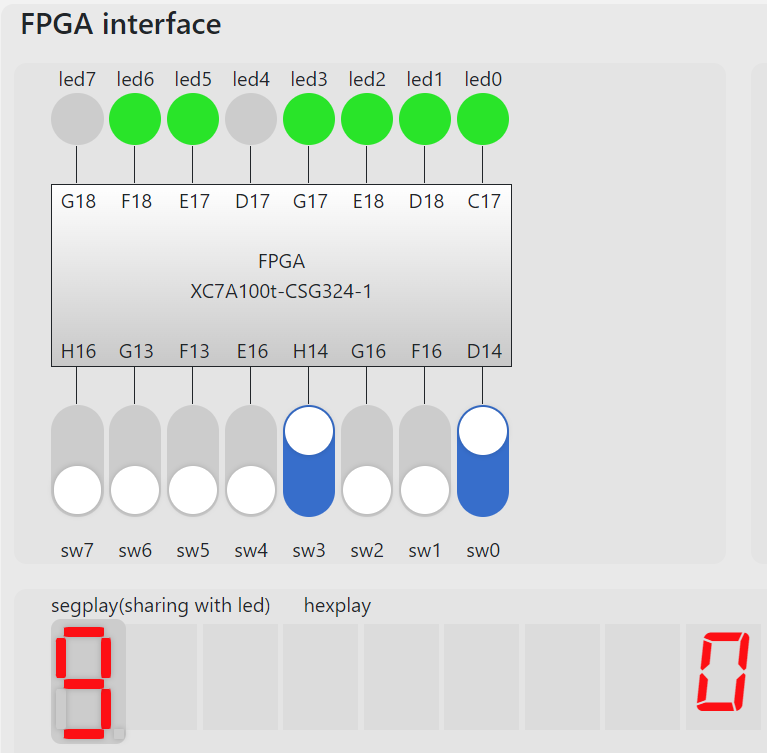 FPGA interface
led7 led6 led5 led4 led3 led2 led1 led0
G18 F18 E17 D17 G17 E18 D18 C17
FPGA
XC7A100t-CSG324-1
H16 G13 F13 E16 H14 G16 F16 D14
sw7 sw6 sw5 sw4 sw3 sw2 sw1 sw0
segplay(sharing with led) hexplay
9 0